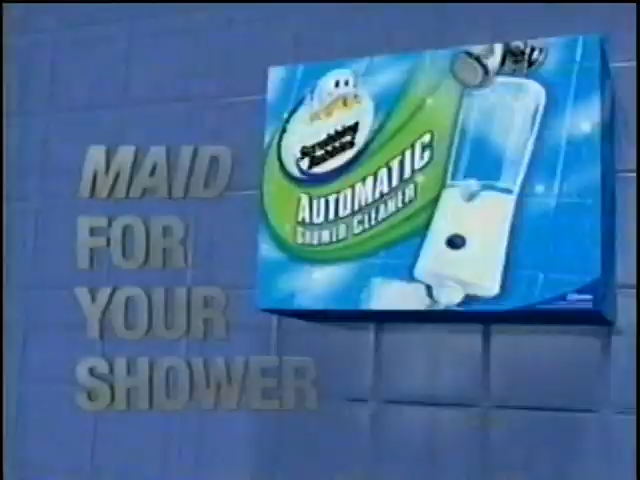 MAID
FOR
YOUR
SHOWER
Scrubbing
Bubbles
AUTOMATIC
SHOWER CLEANER